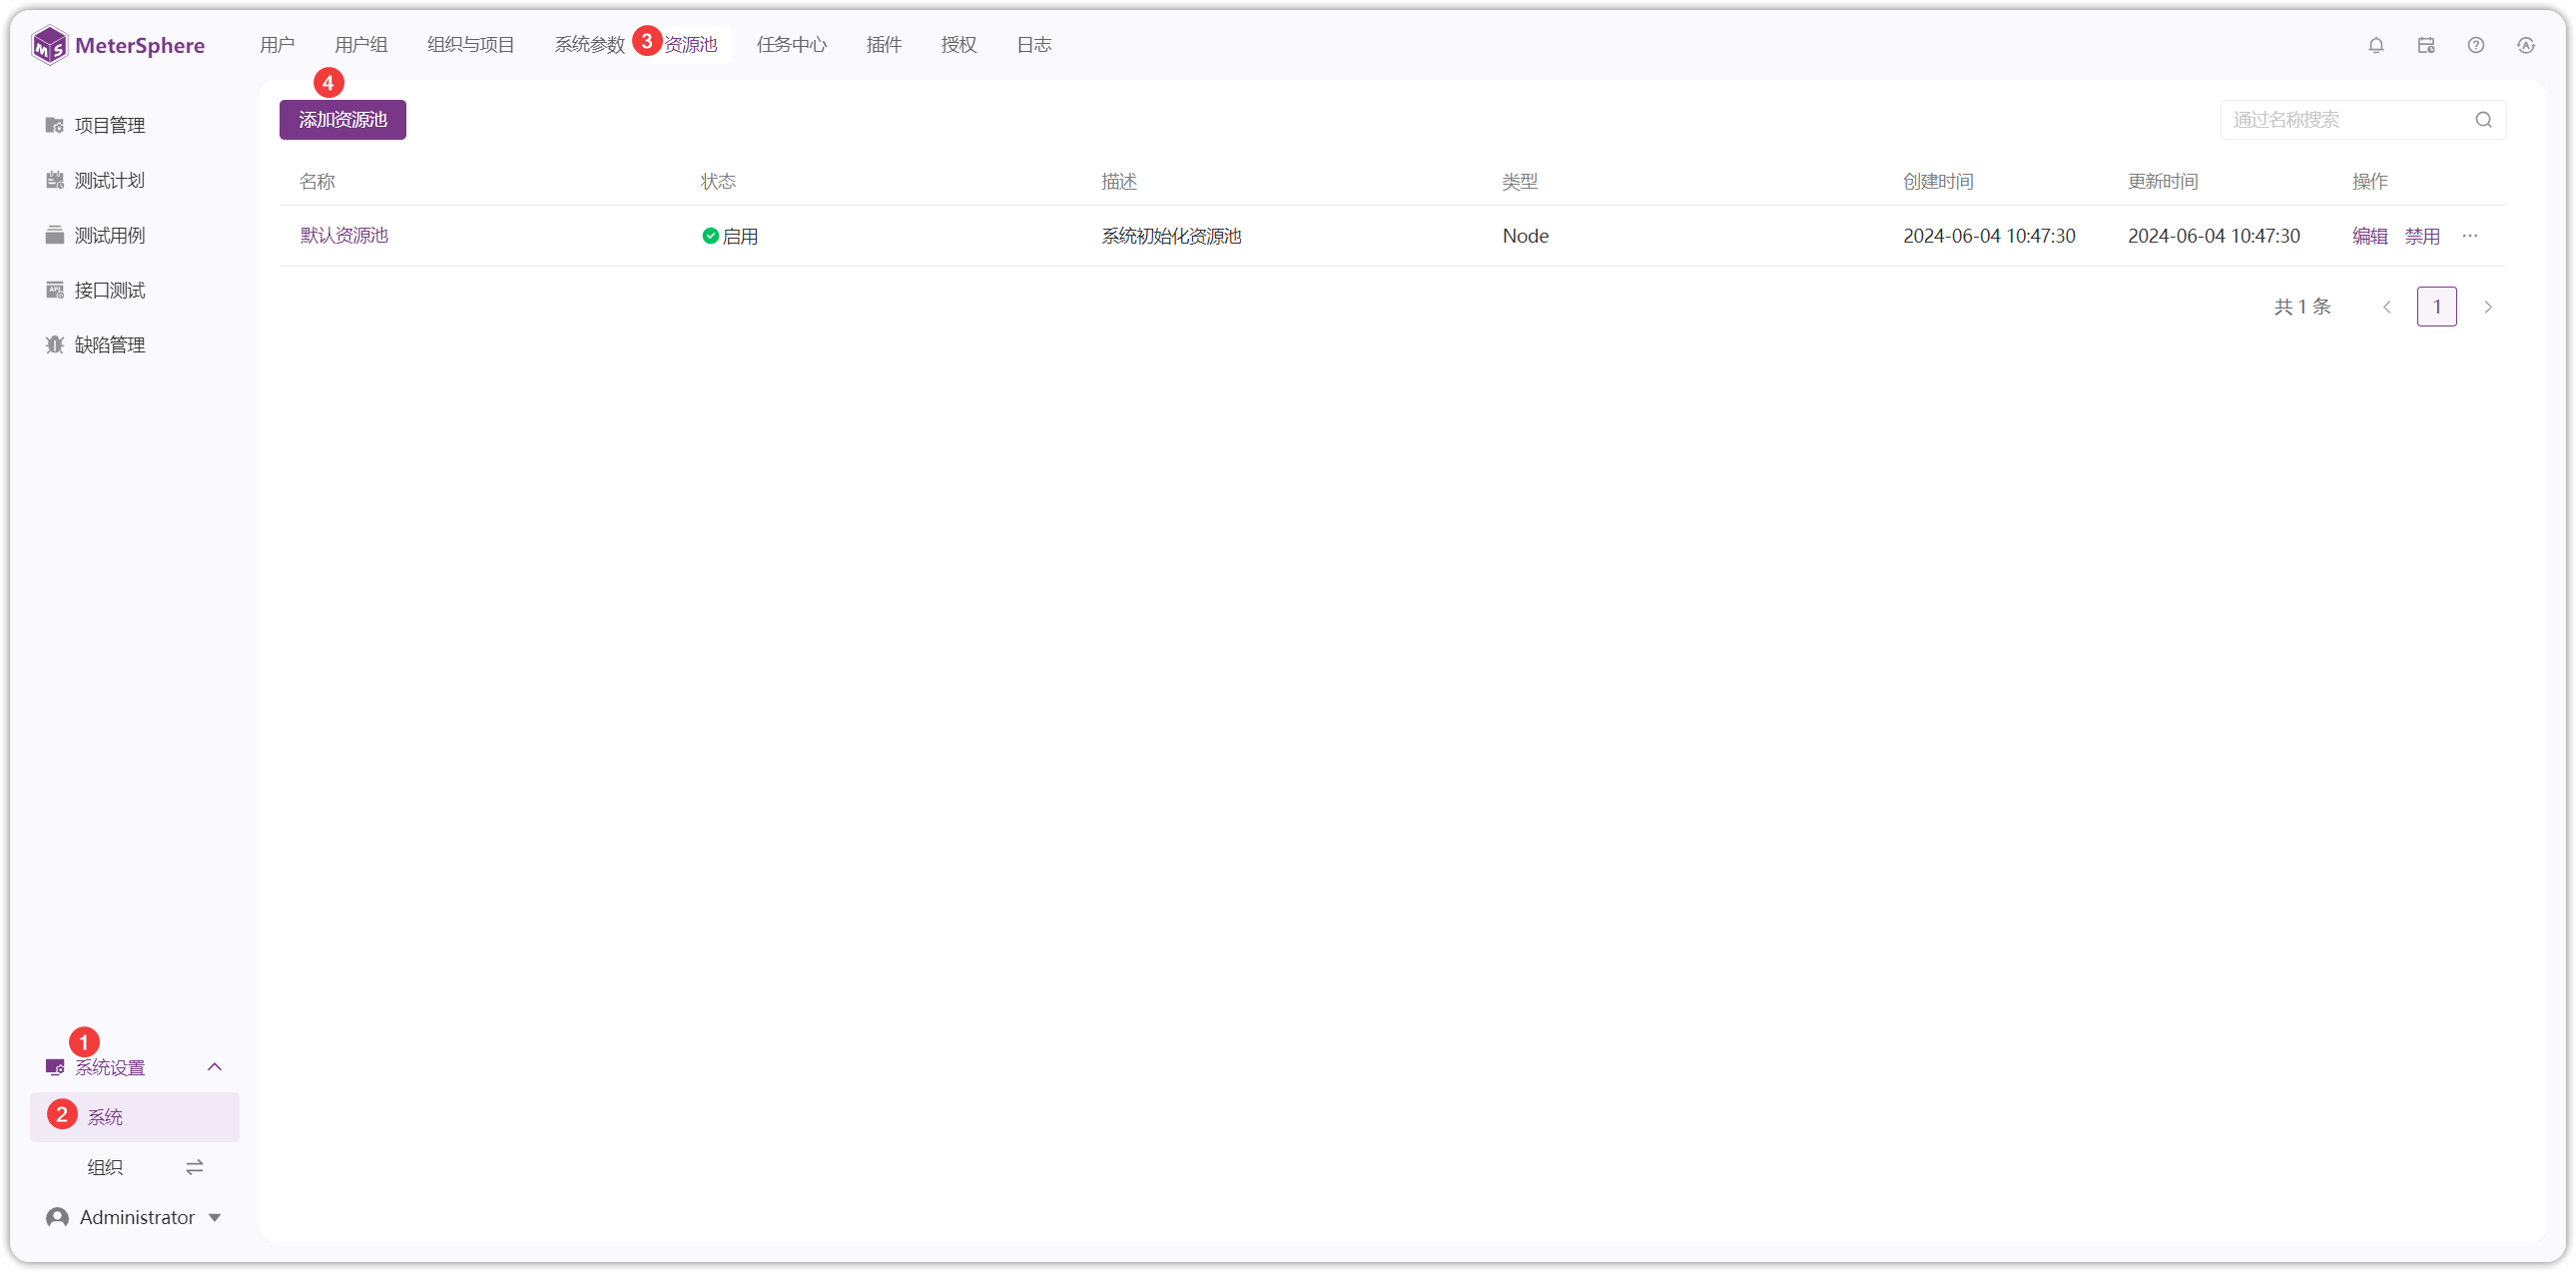 MeterSphere
用户 用户组 组织与项目 系统参数 3 资源池 任务中心 插件 授权 日志
4
添加资源池 通过名称搜索
项目管理
测试计划
测试用例
接口测试
缺陷管理
名称 状态 描述 类型 创建时间 更新时间 操作
默认资源池 启用 系统初始化资源池 Node 2024-06-04 10:47:30 2024-06-04 10:47:30 编辑 禁用 ···
共 1 条 1
1
系统设置
2 系统
组织
Administrator